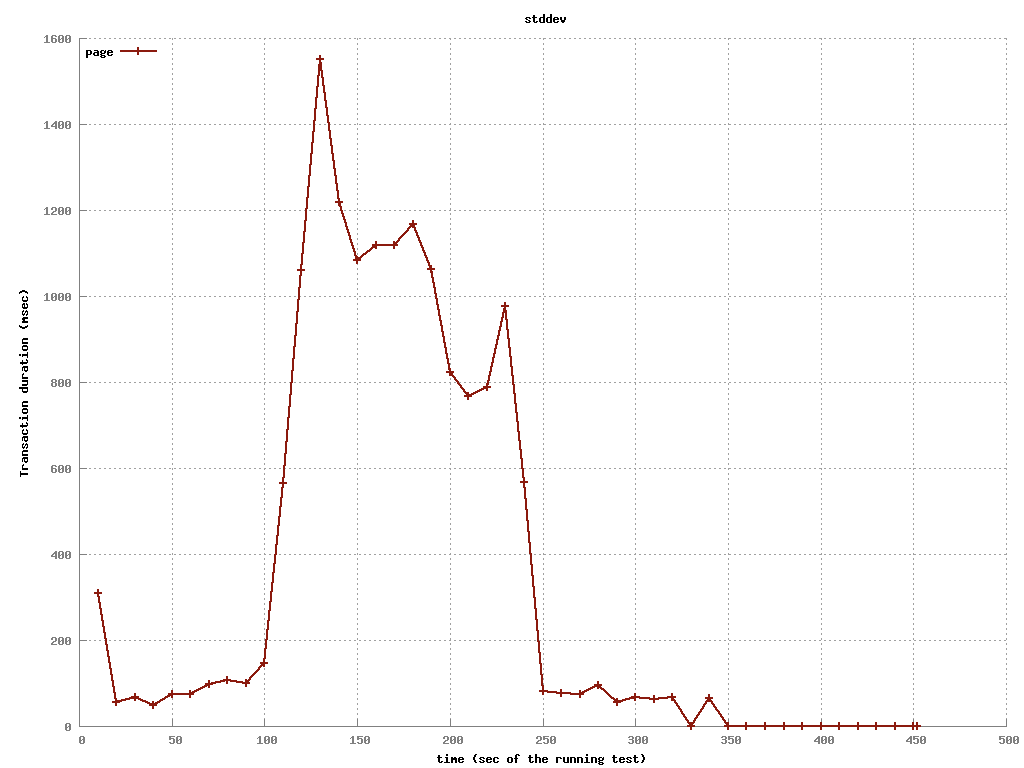 stddev
page
1600
1400
1200
1000
800
600
400
200
0
Transaction duration (msec)
0 50 100 150 200 250 300 350 400 450 500
time (sec of the running test)